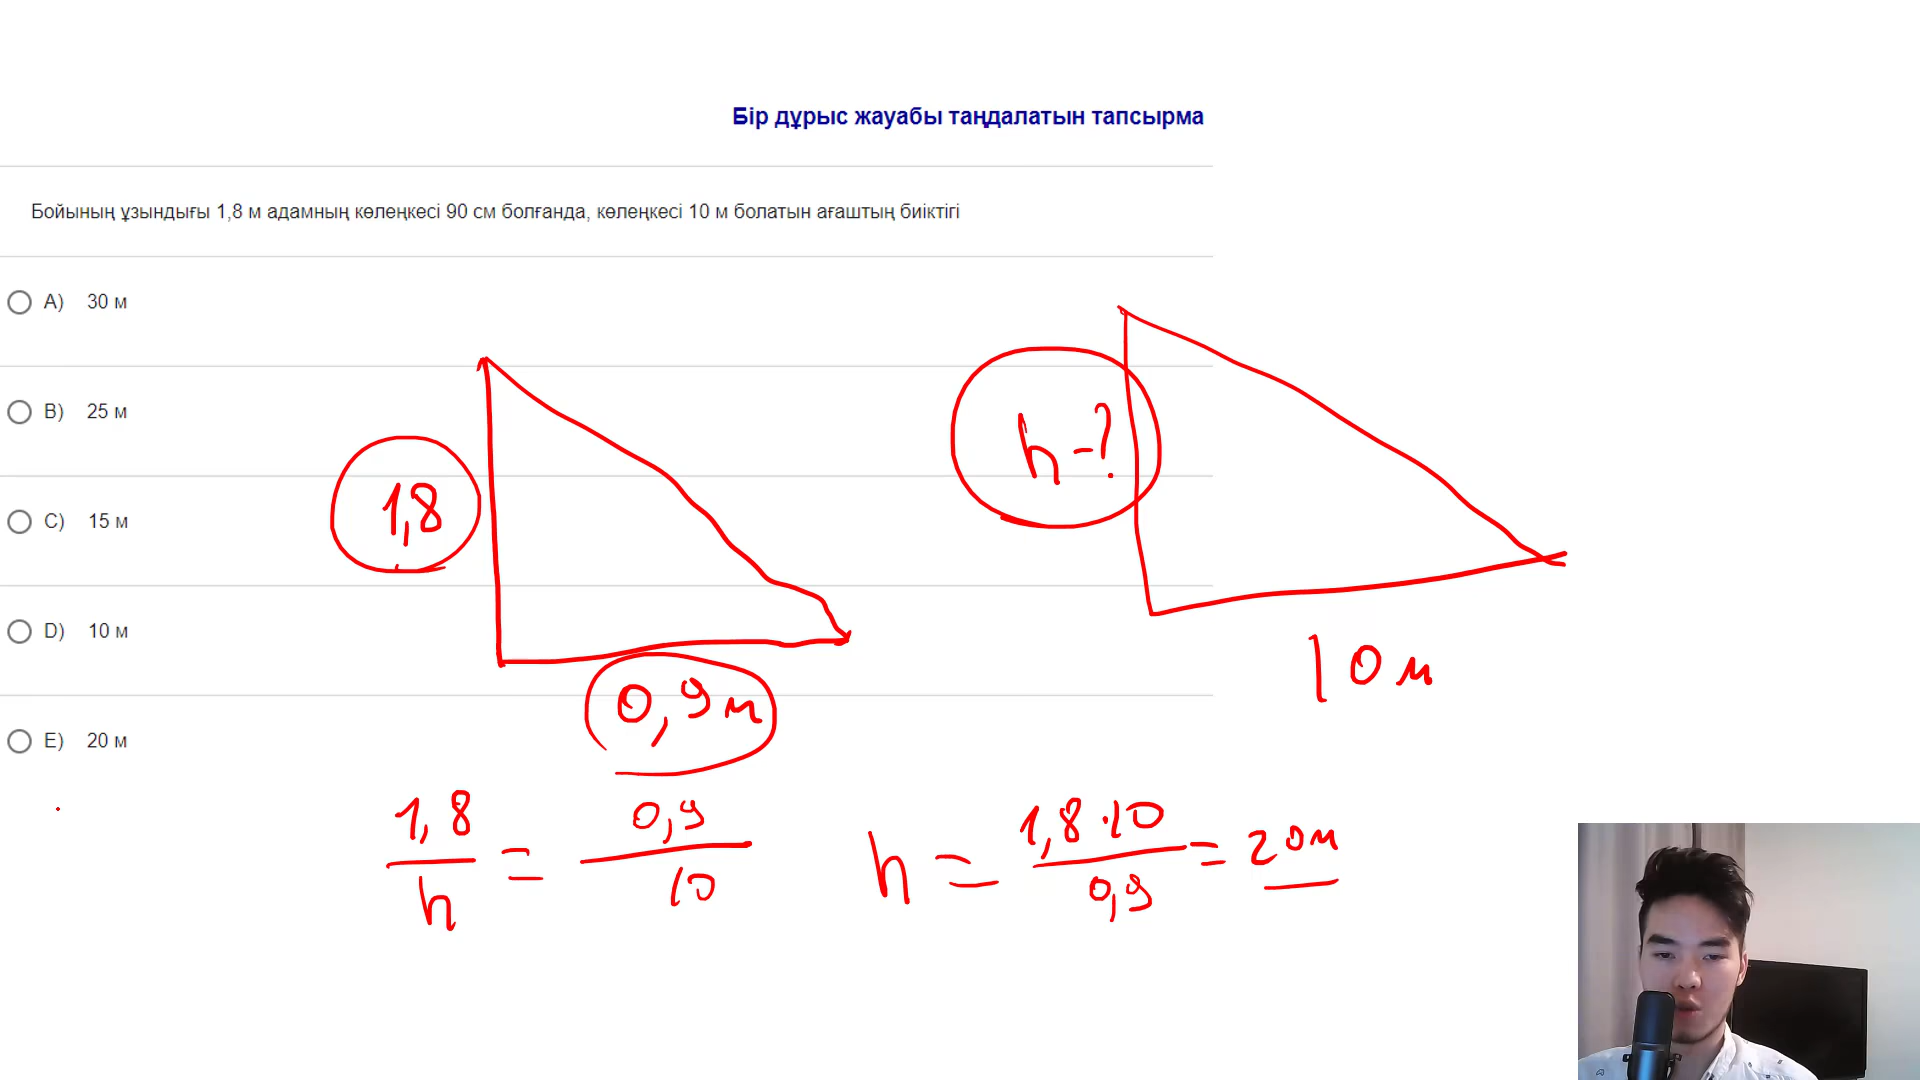 Бір дұрыс жауабы таңдалатын тапсырма
Бойының ұзындығы 1,8 м адамның көлеңкесі 90 см болғанда, көлеңкесі 10 м болатын ағаштың биіктігі
A) 30 м
B) 25 м
C) 15 м
D) 10 м
E) 20 м
1,8
0,9м
h-?
10м
1,8/h = 0,9/10
h = 1,8·10/0,9 = 20м